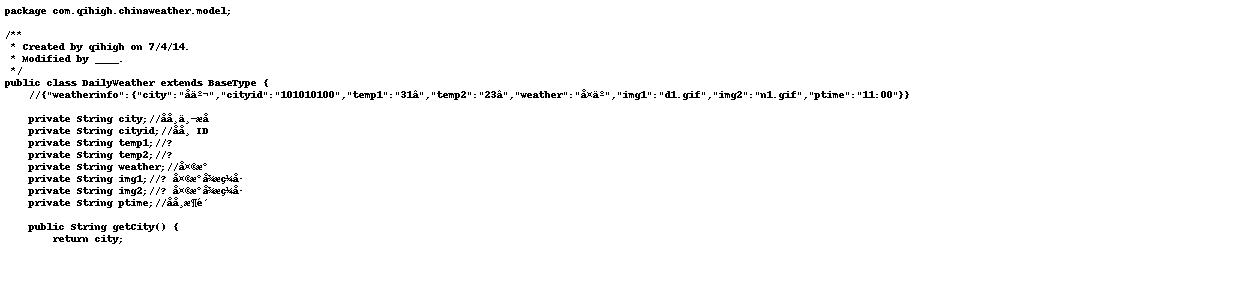 package com.qihigh.chinaweather.model;
/**
* Created by qihigh on 7/4/14.
* Modified by ____.
*/
public class DailyWeather extends BaseType {
//{"weatherinfo":{"city":"åäº¬","cityid":"101010100","temp1":"31â","temp2":"23â","weather":"å¤äº","img1":"d1.gif","img2":"n1.gif","ptime":"11:00"}}
private String city;//åå¸ä¸­æå
private String cityid;//åå¸ ID
private String temp1;//?
private String temp2;//?
private String weather;//å¤©æ°
private String img1;//? å¤©æ°å¾æç¼å·
private String img2;//? å¤©æ°å¾æç¼å·
private String ptime;//åå¸æ¶é´
public String getCity() {
return city;